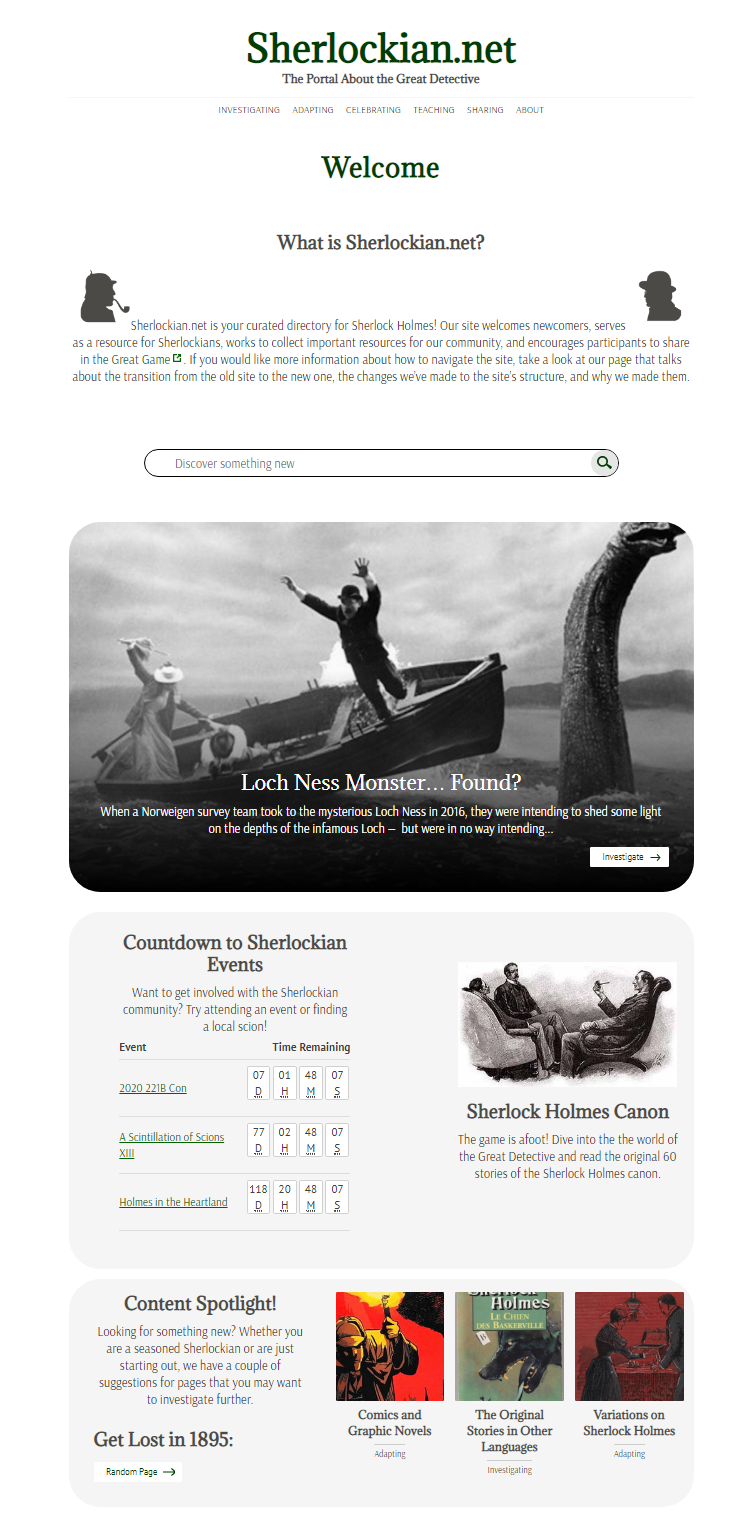 Sherlockian.net
The Portal About the Great Detective
INVESTIGATING ADAPTING CELEBRATING TEACHING SHARING ABOUT
Welcome
What is Sherlockian.net?
Sherlockian.net is your curated directory for Sherlock Holmes! Our site welcomes newcomers, serves
as a resource for Sherlockians, works to collect important resources for our community, and encourages participants to share
in the Great Game. If you would like more information about how to navigate the site, take a look at our page that talks
about the transition from the old site to the new one, the changes we've made to the site's structure, and why we made them.
Discover something new
Loch Ness Monster… Found?
When a Norweigen survey team took to the mysterious Loch Ness in 2016, they were intending to shed some light
on the depths of the infamous Loch – but were in no way intending...
Investigate
Countdown to Sherlockian
Events
Want to get involved with the Sherlockian
community? Try attending an event or finding
a local scion!
Event Time Remaining
2020 221B Con
07 01 48 07
D H M S
A Scintillation of Scions
XIII
77 02 48 07
D H M S
Holmes in the Heartland
118 20 48 07
D H M S
Sherlock Holmes Canon
The game is afoot! Dive into the the world of
the Great Detective and read the original 60
stories of the Sherlock Holmes canon.
Content Spotlight!
Looking for something new? Whether you
are a seasoned Sherlockian or are just
starting out, we have a couple of
suggestions for pages that you may want
to investigate further.
Get Lost in 1895:
Random Page
Comics and
Graphic Novels
Adapting
Sherlock
Holmes
LE CHIEN
DES BASKERVILLE
The Original
Stories in Other
Languages
Investigating
Variations on
Sherlock Holmes
Adapting